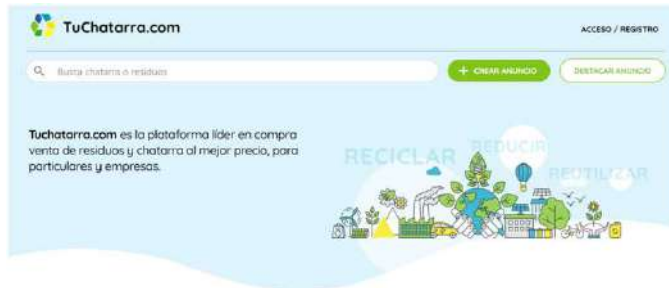 TuChatarra.com
ACCESO / REGISTRO
Busca chatarra o residuos
+ CREAR ANUNCIO
DESTACAR ANUNCIO
Tuchatarra.com es la plataforma líder en compra
venta de residuos y chatarra al mejor precio, para
particulares y empresas.
RECICLAR
REDUCIR
REUTILIZAR